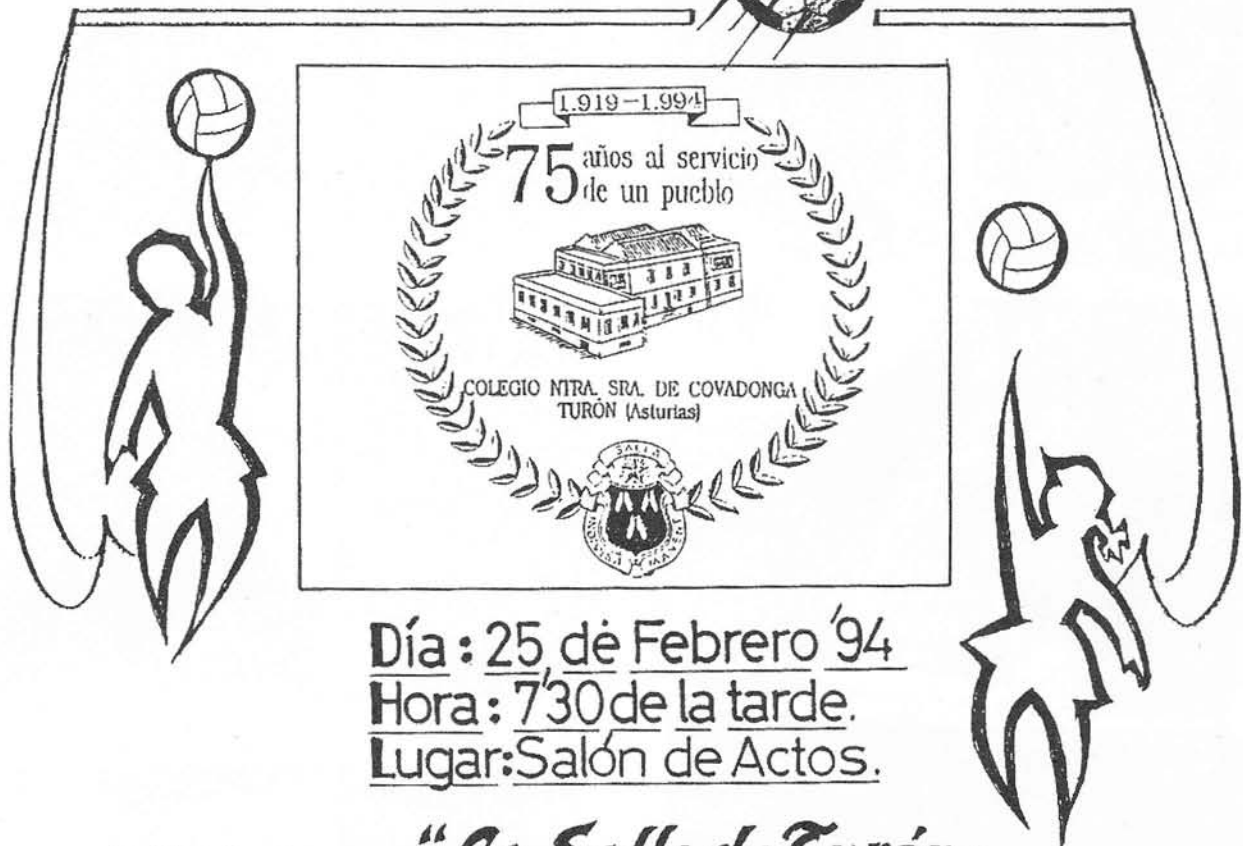 1.919-1.994
75 años al servicio
de un pueblo
COLEGIO NTRA. SRA. DE COVADONGA
TURÓN (Asturias)
SALLE
Día: 25 de Febrero '94
Hora: 7'30 de la tarde.
Lugar: Salón de Actos.
"La Salle de Turón